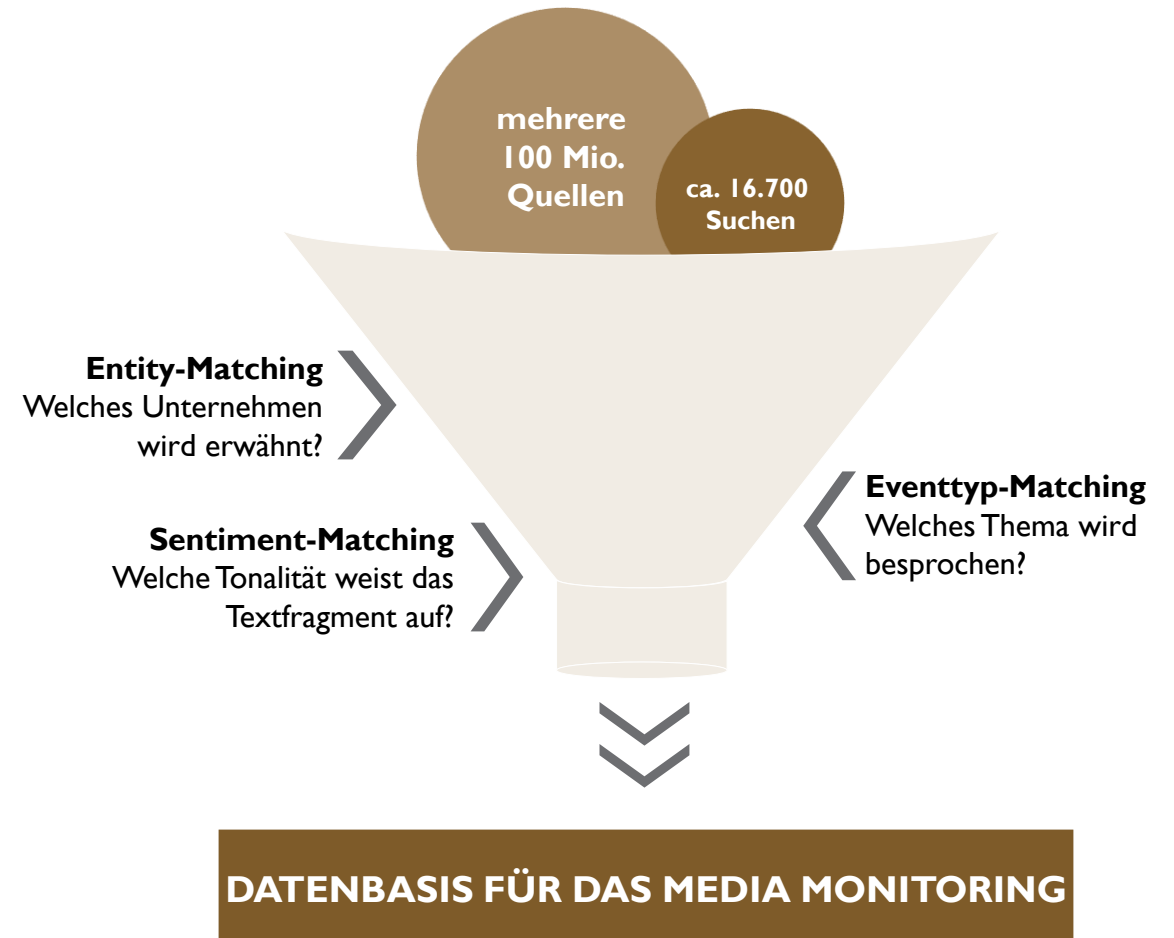 mehrere
100 Mio.
Quellen
ca. 16.700
Suchen
Entity-Matching
Welches Unternehmen
wird erwähnt?
Eventtyp-Matching
Welches Thema wird
besprochen?
Sentiment-Matching
Welche Tonalität weist das
Textfragment auf?
DATENBASIS FÜR DAS MEDIA MONITORING